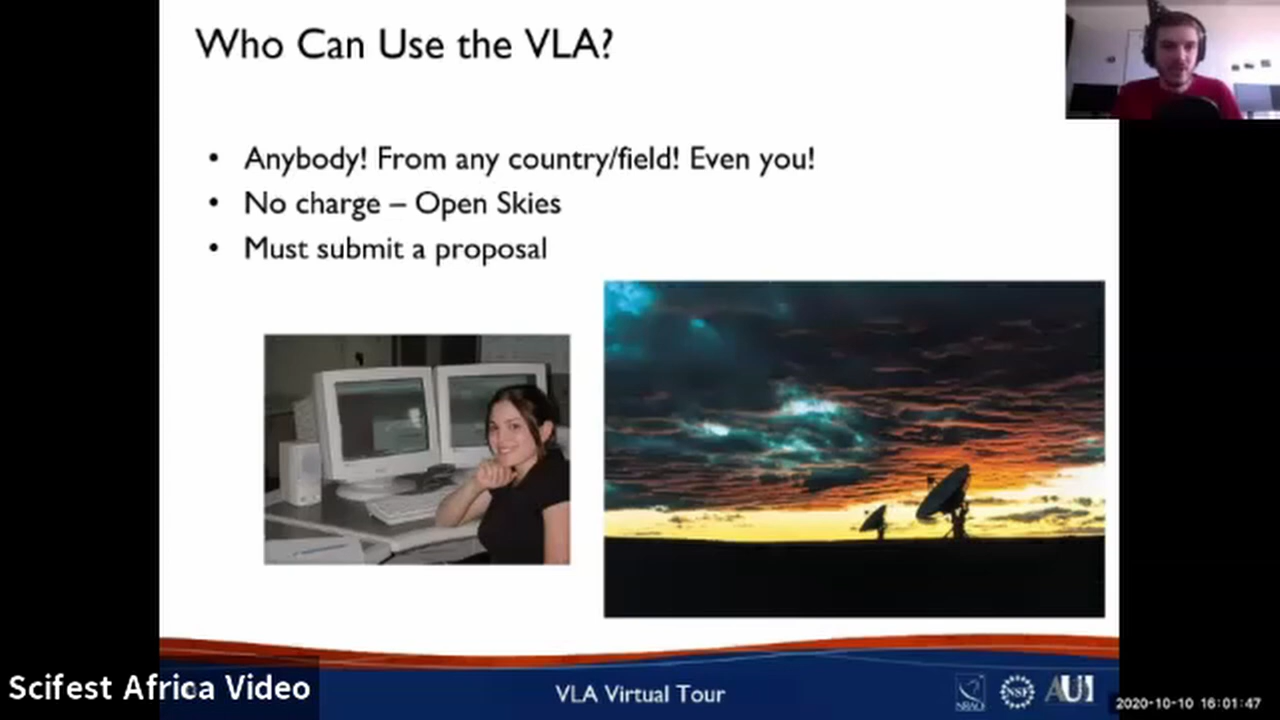 Who Can Use the VLA?
• Anybody! From any country/field! Even you!
• No charge – Open Skies
• Must submit a proposal
Scifest Africa Video
VLA Virtual Tour
NRAO
NSF
AUI
2020-10-10 16:01:47